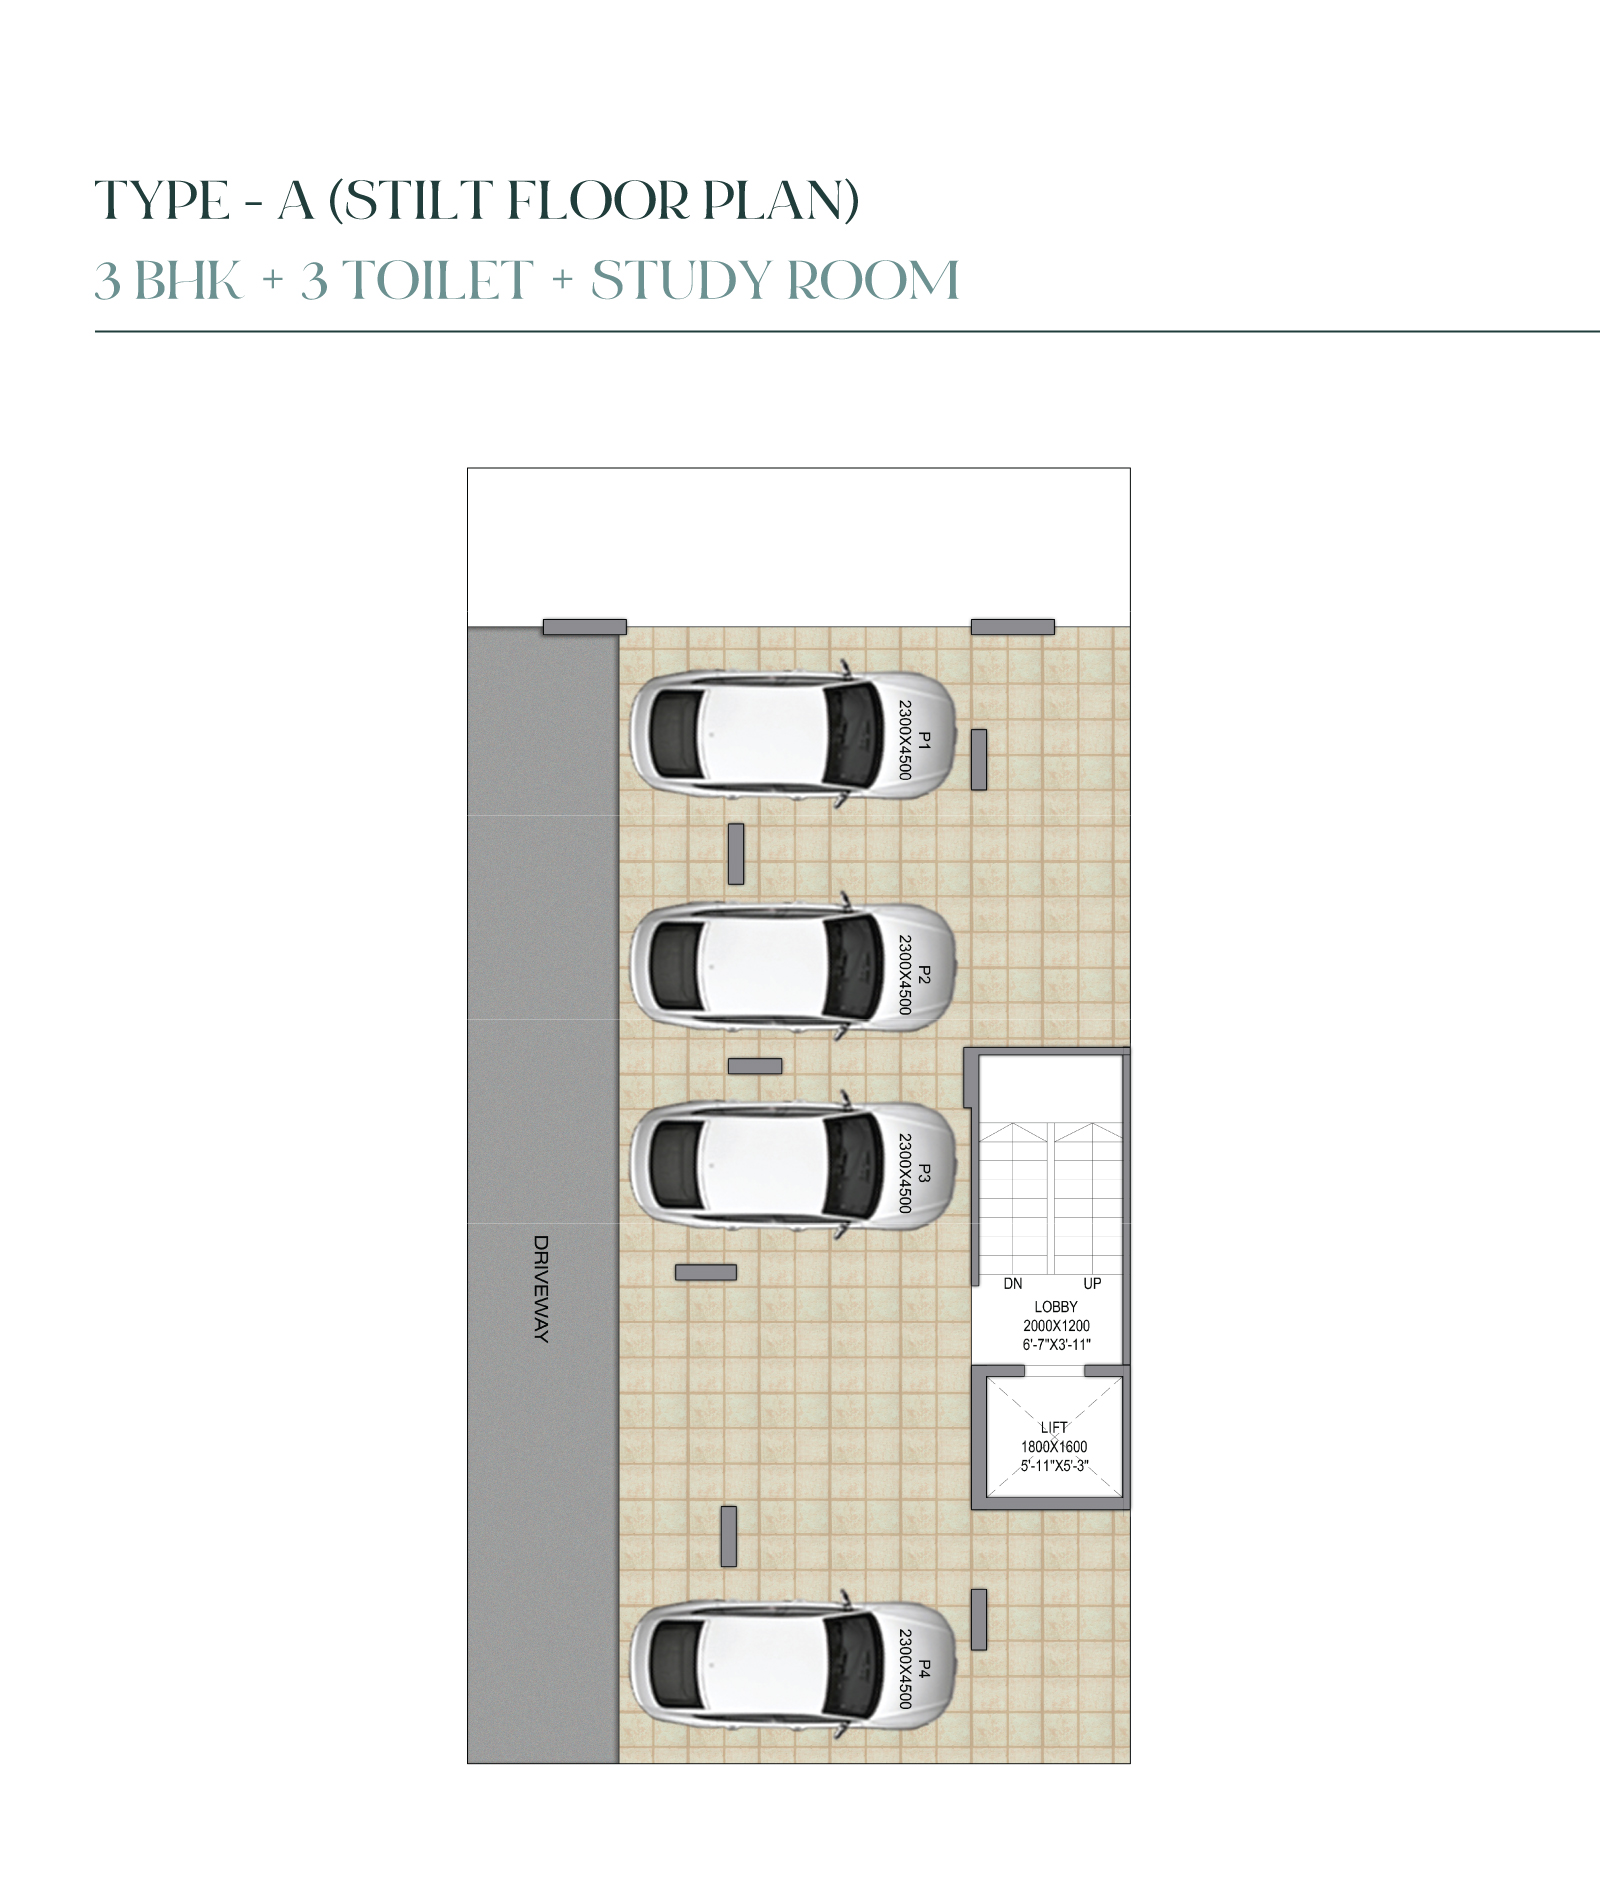 TYPE - A (STILT FLOOR PLAN)
3 BHK + 3 TOILET + STUDY ROOM
P1
2300X4500
P2
2300X4500
P3
2300X4500
DRIVEWAY
DN
UP
LOBBY
2000X1200
6'-7"X3'-11"
LIFT
1800X1600
5'-11"X5'-3"
P4
2300X4500